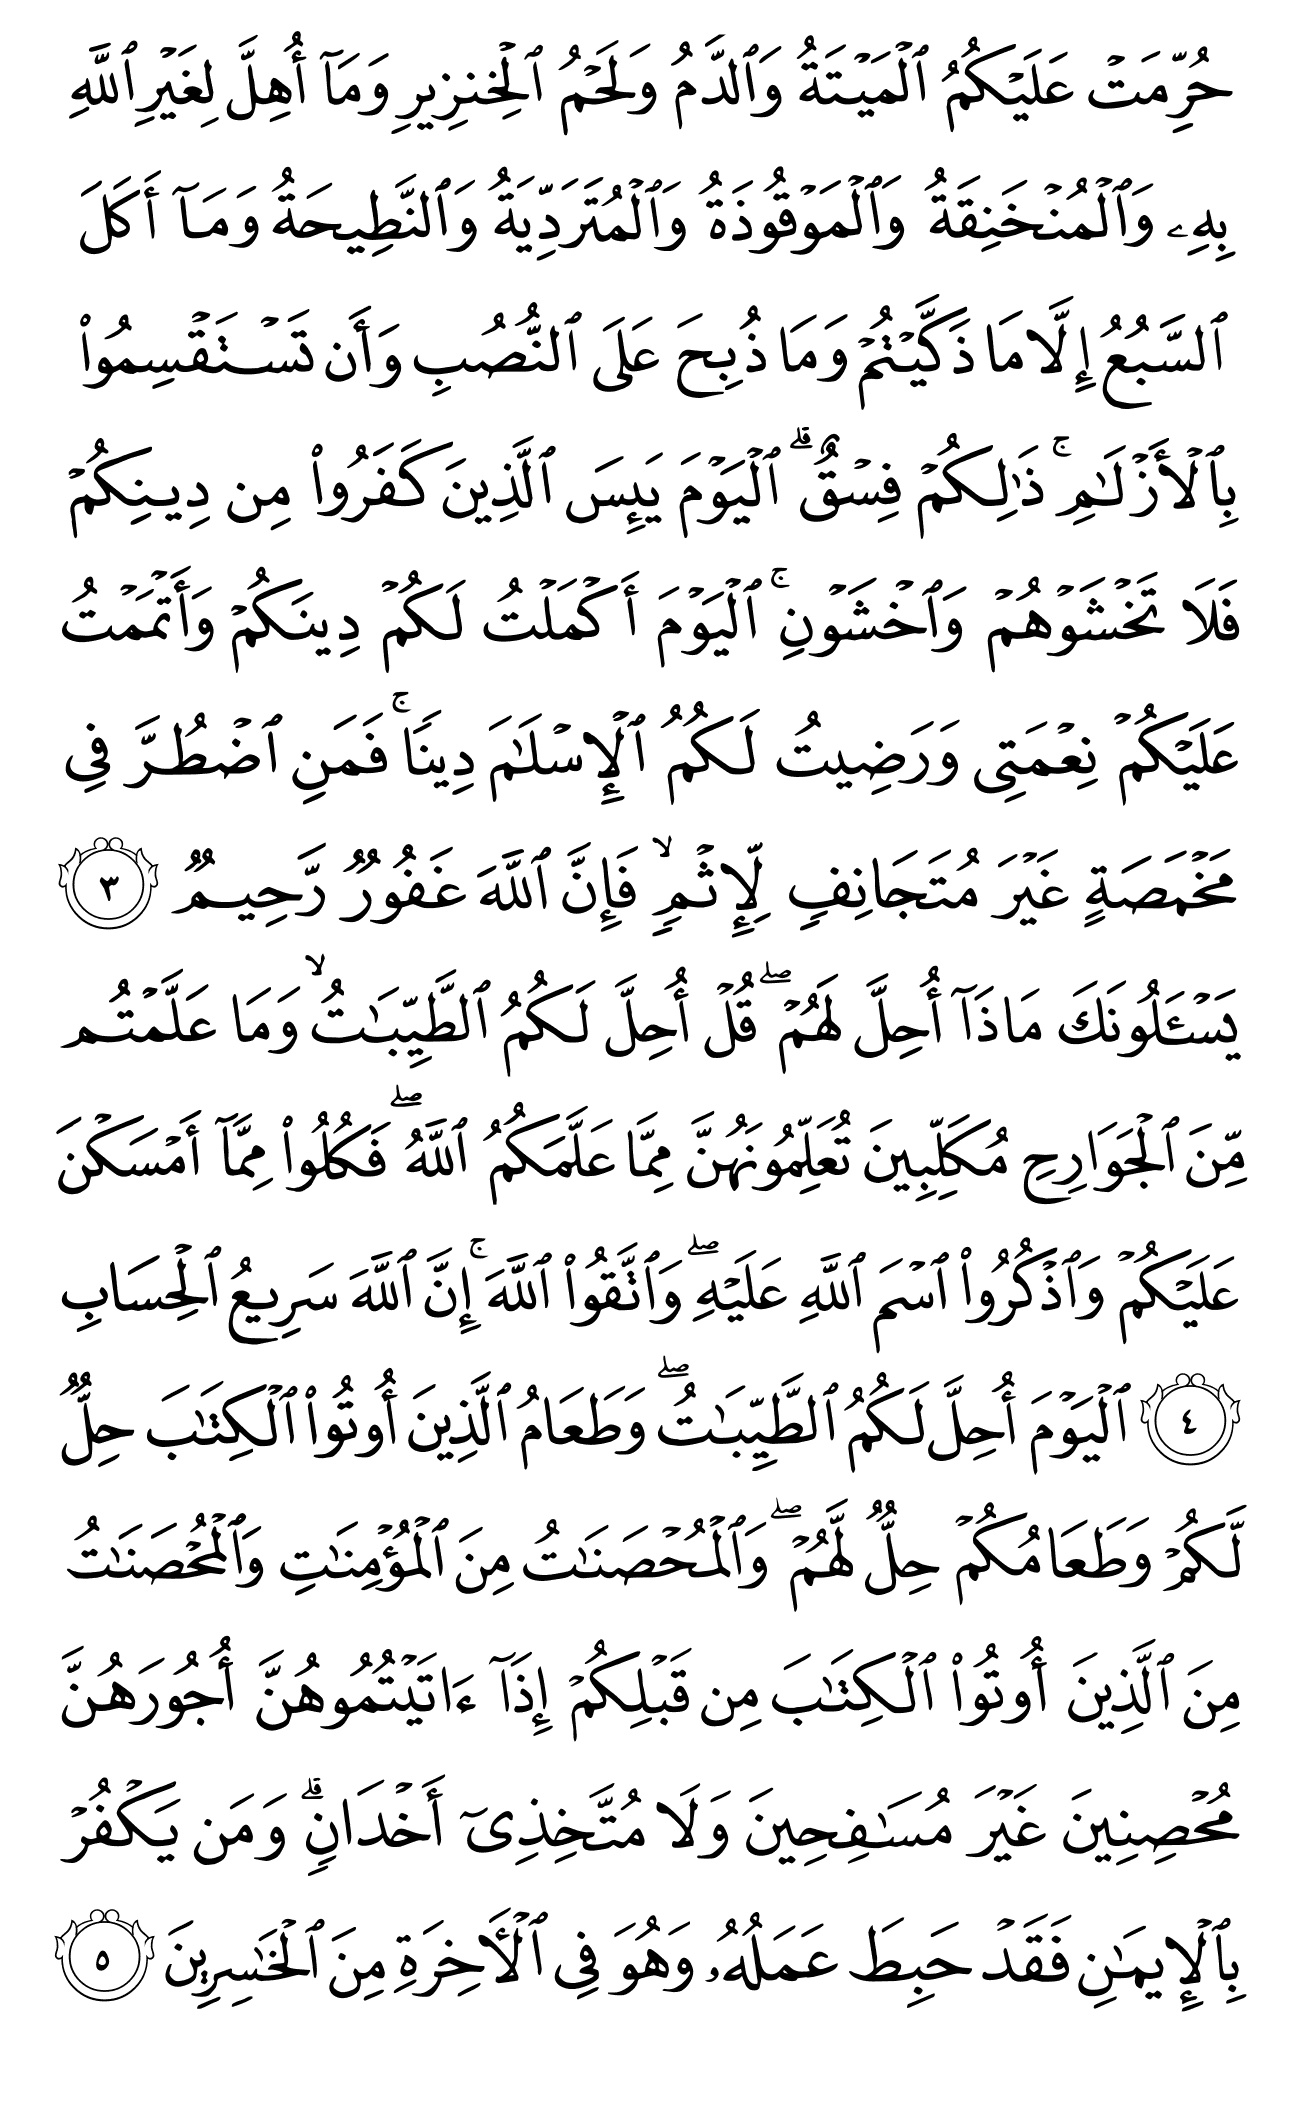 حُرِّمَتْ عَلَيْكُمُ ٱلْمَيْتَةُ وَٱلدَّمُ وَلَحْمُ ٱلْخِنزِيرِ وَمَآ أُهِلَّ لِغَيْرِ ٱللَّهِ
بِهِۦ وَٱلْمُنْخَنِقَةُ وَٱلْمَوْقُوذَةُ وَٱلْمُتَرَدِّيَةُ وَٱلنَّطِيحَةُ وَمَآ أَكَلَ
ٱلسَّبُعُ إِلَّا مَا ذَكَّيْتُمْ وَمَا ذُبِحَ عَلَى ٱلنُّصُبِ وَأَن تَسْتَقْسِمُوا۟
بِٱلْأَزْلَـٰمِ ۚ ذَٰلِكُمْ فِسْقٌ ۗ ٱلْيَوْمَ يَئِسَ ٱلَّذِينَ كَفَرُوا۟ مِن دِينِكُمْ
فَلَا تَخْشَوْهُمْ وَٱخْشَوْنِ ۚ ٱلْيَوْمَ أَكْمَلْتُ لَكُمْ دِينَكُمْ وَأَتْمَمْتُ
عَلَيْكُمْ نِعْمَتِى وَرَضِيتُ لَكُمُ ٱلْإِسْلَـٰمَ دِينًا ۚ فَمَنِ ٱضْطُرَّ فِى
مَخْمَصَةٍ غَيْرَ مُتَجَانِفٍ لِّإِثْمٍ ۙ فَإِنَّ ٱللَّهَ غَفُورٌ رَّحِيمٌ ٣
يَسْـَٔلُونَكَ مَاذَآ أُحِلَّ لَهُمْ ۖ قُلْ أُحِلَّ لَكُمُ ٱلطَّيِّبَـٰتُ ۙ وَمَا عَلَّمْتُم
مِّنَ ٱلْجَوَارِحِ مُكَلِّبِينَ تُعَلِّمُونَهُنَّ مِمَّا عَلَّمَكُمُ ٱللَّهُ ۖ فَكُلُوا۟ مِمَّآ أَمْسَكْنَ
عَلَيْكُمْ وَٱذْكُرُوا۟ ٱسْمَ ٱللَّهِ عَلَيْهِ ۖ وَٱتَّقُوا۟ ٱللَّهَ ۚ إِنَّ ٱللَّهَ سَرِيعُ ٱلْحِسَابِ
٤ ٱلْيَوْمَ أُحِلَّ لَكُمُ ٱلطَّيِّبَـٰتُ ۖ وَطَعَامُ ٱلَّذِينَ أُوتُوا۟ ٱلْكِتَـٰبَ حِلٌّ
لَّكُمْ وَطَعَامُكُمْ حِلٌّ لَّهُمْ ۖ وَٱلْمُحْصَنَـٰتُ مِنَ ٱلْمُؤْمِنَـٰتِ وَٱلْمُحْصَنَـٰتُ
مِنَ ٱلَّذِينَ أُوتُوا۟ ٱلْكِتَـٰبَ مِن قَبْلِكُمْ إِذَآ ءَاتَيْتُمُوهُنَّ أُجُورَهُنَّ
مُحْصِنِينَ غَيْرَ مُسَـٰفِحِينَ وَلَا مُتَّخِذِىٓ أَخْدَانٍ ۗ وَمَن يَكْفُرْ
بِٱلْإِيمَـٰنِ فَقَدْ حَبِطَ عَمَلُهُۥ وَهُوَ فِى ٱلْـَٔاخِرَةِ مِنَ ٱلْخَـٰسِرِينَ ٥